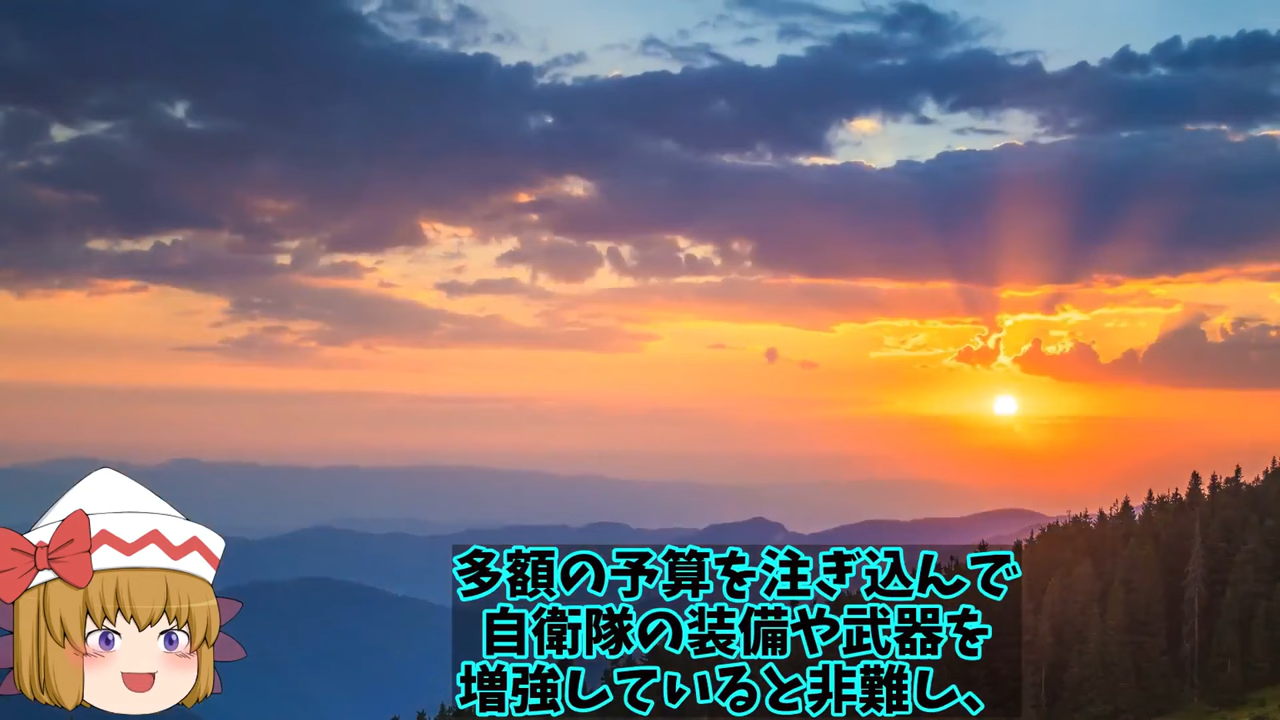 多額の予算を注ぎ込んで
自衛隊の装備や武器を
増強していると非難し、